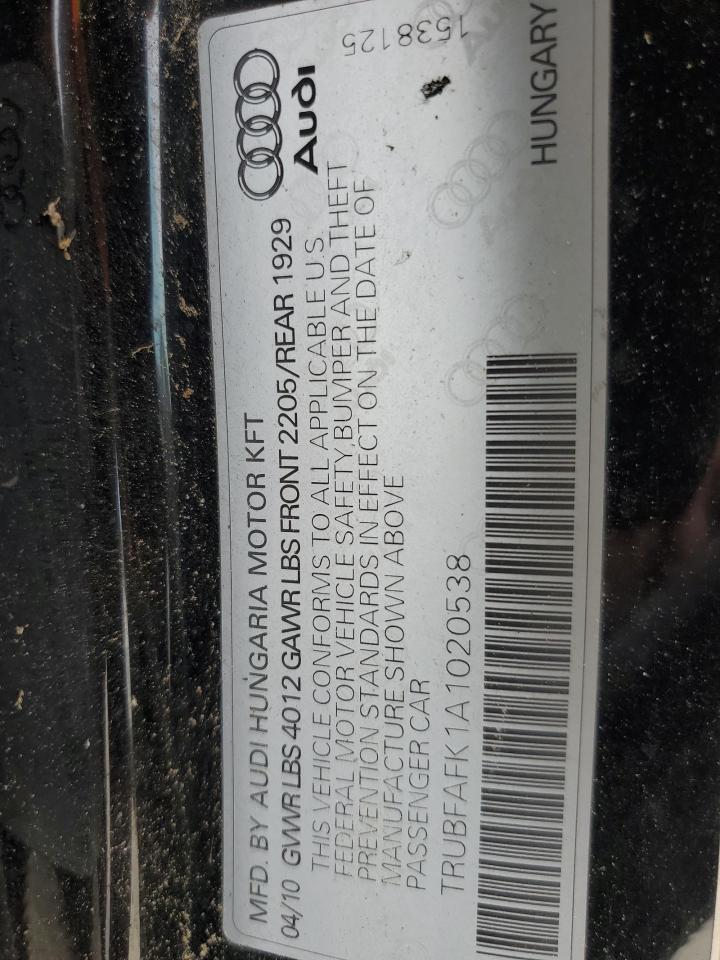 MFD. BY AUDI HUNGARIA MOTOR KFT
04/10 GVWR LBS 4012 GAWR LBS FRONT 2205/REAR 1929
THIS VEHICLE CONFORMS TO ALL APPLICABLE U.S.
FEDERAL MOTOR VEHICLE SAFETY,BUMPER AND THEFT
PREVENTION STANDARDS IN EFFECT ON THE DATE OF
MANUFACTURE SHOWN ABOVE
PASSENGER CAR
TRUBFAFK1A1020538
Audi
1538125
HUNGARY